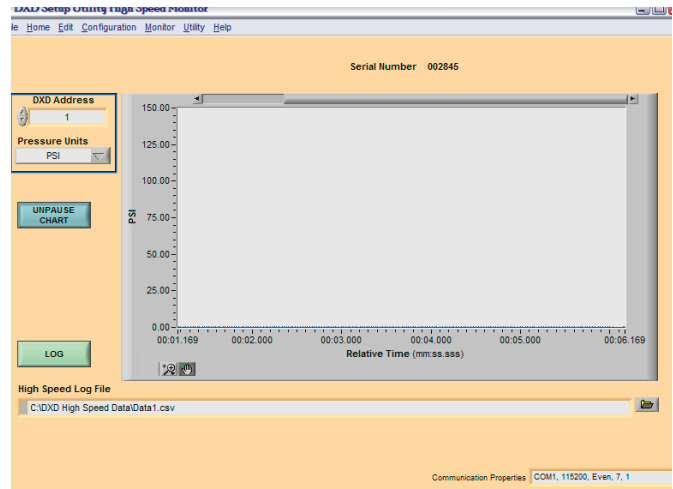 DXD Setup Utility High Speed Monitor
le Home Edit Configuration Monitor Utility Help
Serial Number 002845
DXD Address
1
Pressure Units
PSI
UNPAUSE
CHART
LOG
PSI
150.00
125.00
100.00
75.00
50.00
25.00
0.00
00:01.169 00:02.000 00:03.000 00:04.000 00:05.000 00:06.169
Relative Time (mm:ss.sss)
High Speed Log File
C:\DXD High Speed Data\Data1.csv
Communication Properties COM1, 115200, Even, 7, 1